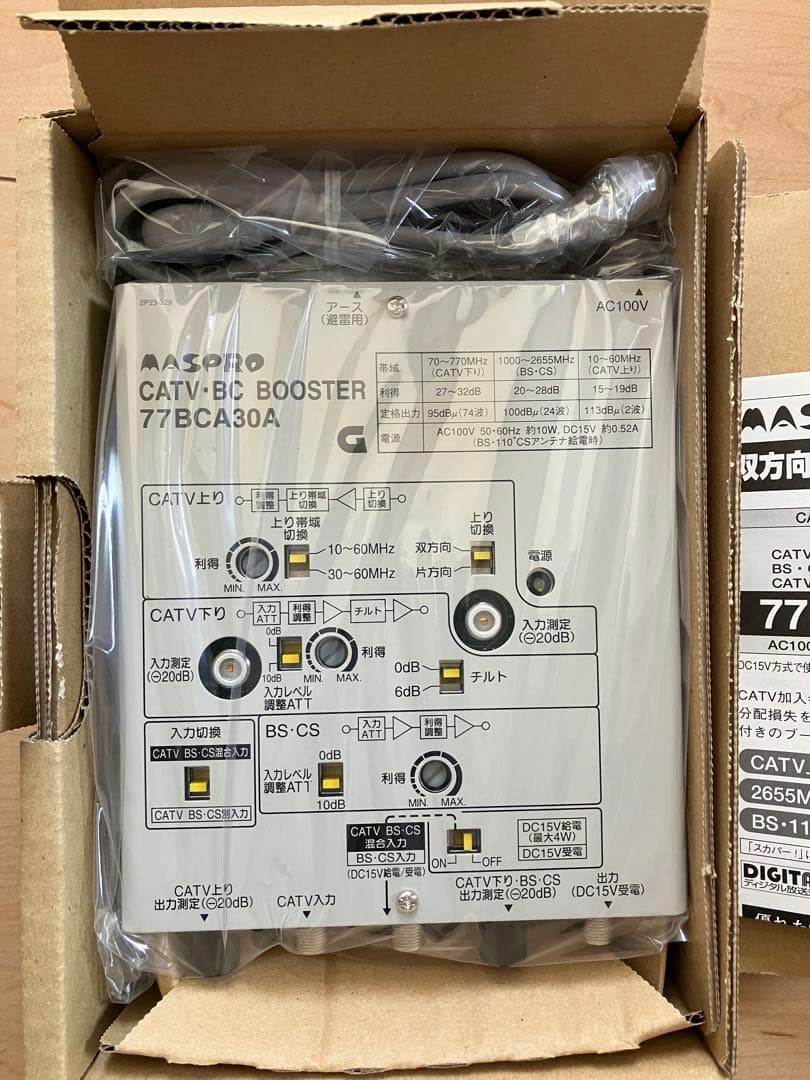 2P23-329
アース
(避雷用)
AC100V
MASPRO
CATV・BC BOOSTER
77BCA30A
G
帯域 70〜770MHz (CATV下り) 1000〜2655MHz (BS・CS) 10〜60MHz (CATV上り)
利得 27〜32dB 20〜28dB 15〜19dB
定格出力 95dBμ(74波) 100dBμ(24波) 113dBμ(2波)
電源 AC100V 50・60Hz 約10W, DC15V 約0.52A
(BS・110°CSアンテナ給電時)
CATV上り 利得調整 上り帯域切換 上り切換
上り帯域切換
10〜60MHz
30〜60MHz
利得
MIN. MAX.
上り切換
双方向
片方向
電源
入力測定
(⊖20dB)
CATV下り 入力ATT 利得調整 チルト
入力測定
(⊖20dB)
0dB
10dB
入力レベル
調整ATT
利得
MIN. MAX.
0dB
6dB
チルト
入力切換
CATV BS・CS混合入力
CATV BS・CS別入力
BS・CS 入力ATT 利得調整
入力レベル
調整ATT
0dB
10dB
利得
MIN. MAX.
CATV BS・CS
混合入力
BS・CS入力
(DC15V給電/受電)
ON OFF
DC15V給電
(最大4W)
DC15V受電
CATV上り
出力測定(⊖20dB)
CATV入力
CATV下り・BS・CS
出力測定(⊖20dB)
出力
(DC15V受電)
MASP
双方向
CA
CATV
BS・
CATV
77
AC100
DC15V方式で使
CATV加入
分配損失を
付きのブー
CATV
2655M
BS・11
「スカパー!」に
DIGITA
ディジタル放送
優れた